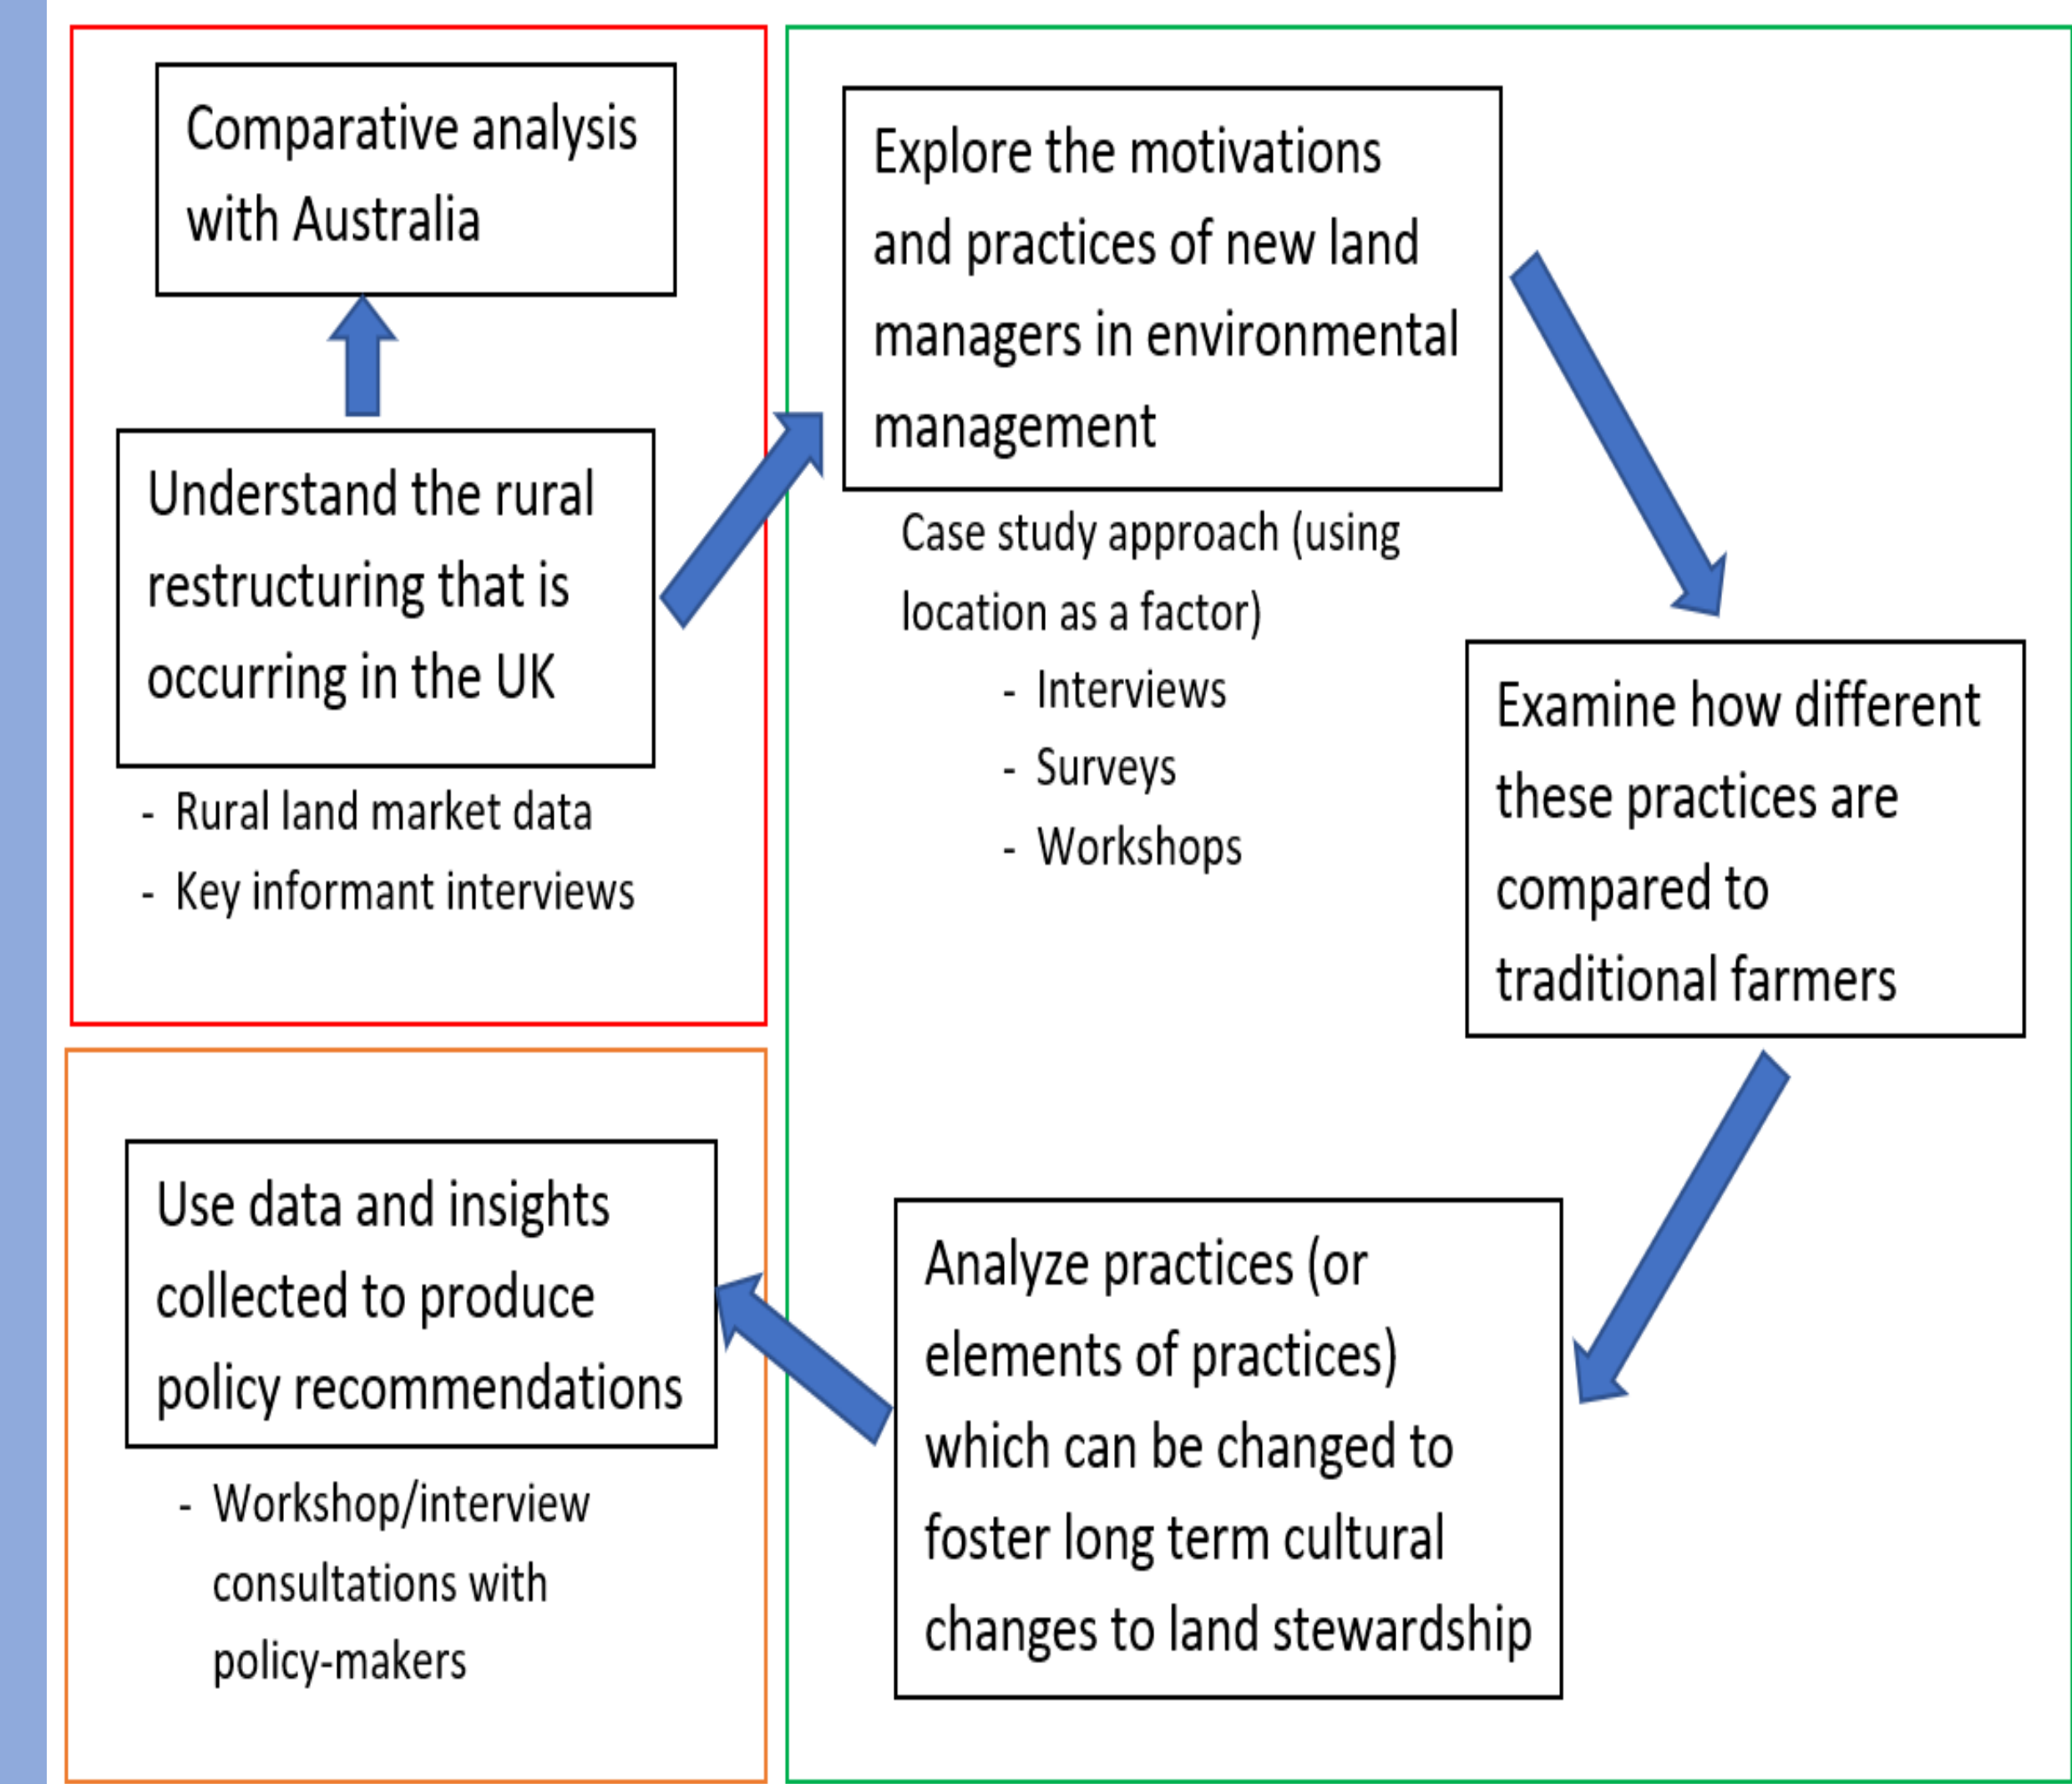 Comparative analysis
with Australia
Understand the rural
restructuring that is
occurring in the UK
- Rural land market data
- Key informant interviews
Explore the motivations
and practices of new land
managers in environmental
management
Case study approach (using
location as a factor)
- Interviews
- Surveys
- Workshops
Examine how different
these practices are
compared to
traditional farmers
Analyze practices (or
elements of practices)
which can be changed to
foster long term cultural
changes to land stewardship
Use data and insights
collected to produce
policy recommendations
- Workshop/interview
consultations with
policy-makers